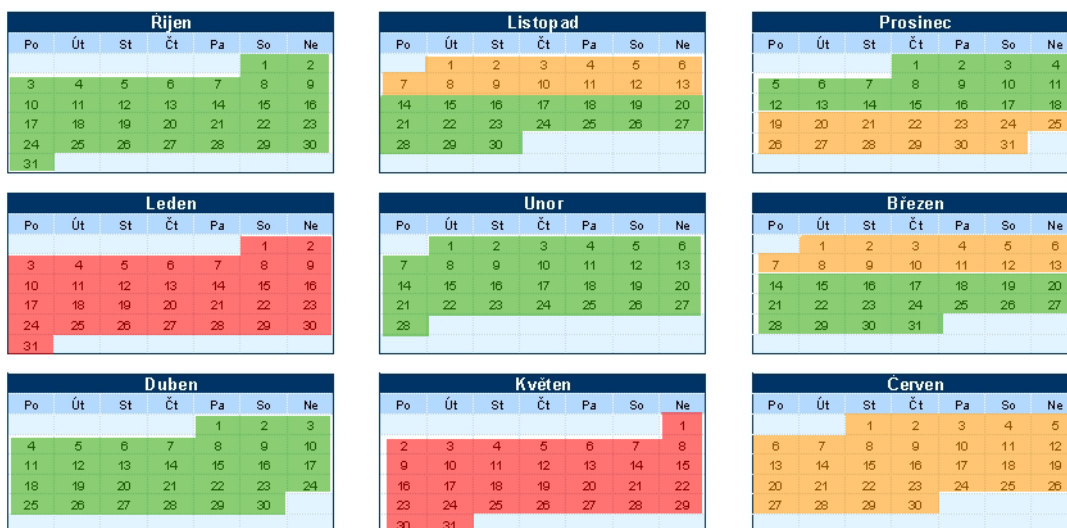 Říjen Listopad Prosinec
Po Út St Čt Pa So Ne Po Út St Čt Pa So Ne Po Út St Čt Pa So Ne
1 2 1 2 3 4 5 6 1 2 3 4
3 4 5 6 7 8 9 7 8 9 10 11 12 13 5 6 7 8 9 10 11
10 11 12 13 14 15 16 14 15 16 17 18 19 20 12 13 14 15 16 17 18
17 18 19 20 21 22 23 21 22 23 24 25 26 27 19 20 21 22 23 24 25
24 25 26 27 28 29 30 28 29 30 26 27 28 29 30 31
31
Leden Únor Březen
Po Út St Čt Pa So Ne Po Út St Čt Pa So Ne Po Út St Čt Pa So Ne
1 2 1 2 3 4 5 6 1 2 3 4 5 6
3 4 5 6 7 8 9 7 8 9 10 11 12 13 7 8 9 10 11 12 13
10 11 12 13 14 15 16 14 15 16 17 18 19 20 14 15 16 17 18 19 20
17 18 19 20 21 22 23 21 22 23 24 25 26 27 21 22 23 24 25 26 27
24 25 26 27 28 29 30 28 28 29 30 31
31
Duben Květen Červen
Po Út St Čt Pa So Ne Po Út St Čt Pa So Ne Po Út St Čt Pa So Ne
1 2 3 1 1 2 3 4 5
4 5 6 7 8 9 10 2 3 4 5 6 7 8 6 7 8 9 10 11 12
11 12 13 14 15 16 17 9 10 11 12 13 14 15 13 14 15 16 17 18 19
18 19 20 21 22 23 24 16 17 18 19 20 21 22 20 21 22 23 24 25 26
25 26 27 28 29 30 23 24 25 26 27 28 29 27 28 29 30
30 31